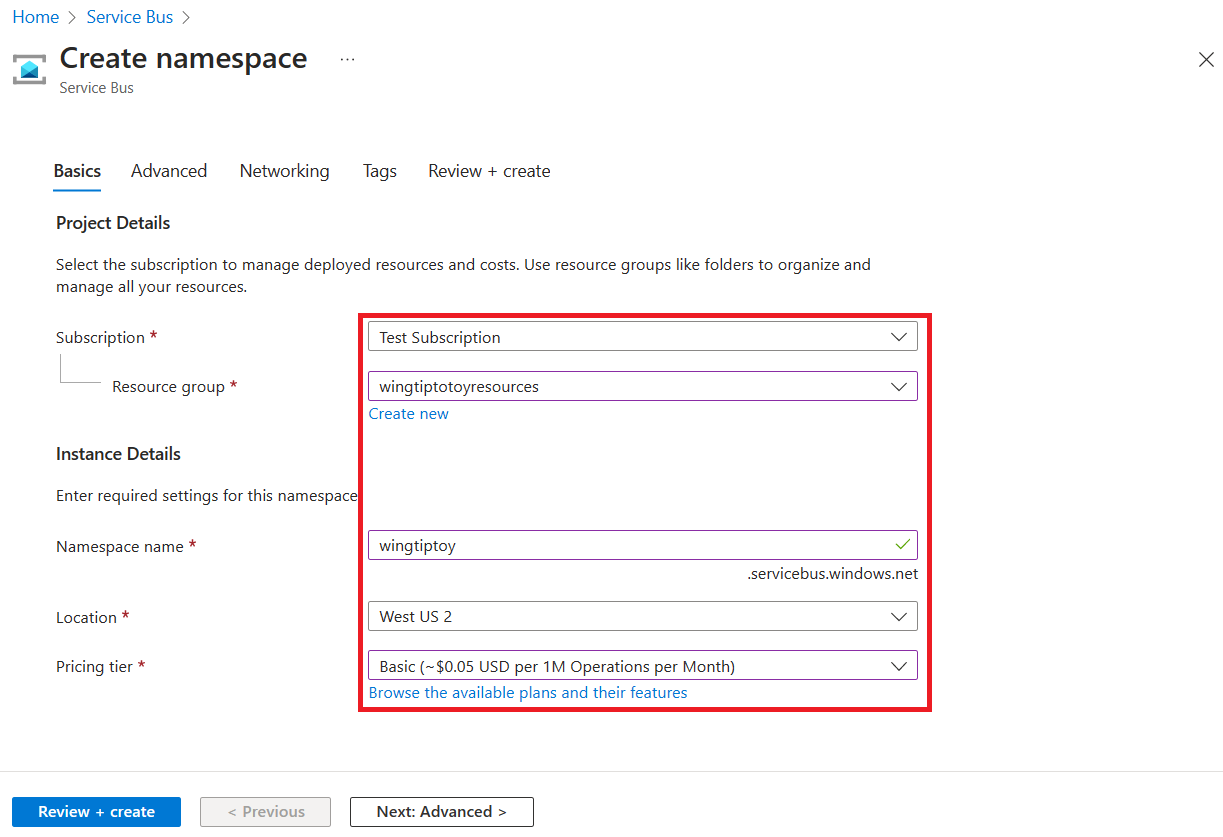 Home > Service Bus >
Create namespace ...
Service Bus
Basics Advanced Networking Tags Review + create
Project Details
Select the subscription to manage deployed resources and costs. Use resource groups like folders to organize and
manage all your resources.
Subscription * Test Subscription
Resource group * wingtiptotoyresources
Create new
Instance Details
Enter required settings for this namespace
Namespace name * wingtiptoy
.servicebus.windows.net
Location * West US 2
Pricing tier * Basic (~$0.05 USD per 1M Operations per Month)
Browse the available plans and their features
Review + create < Previous Next: Advanced >